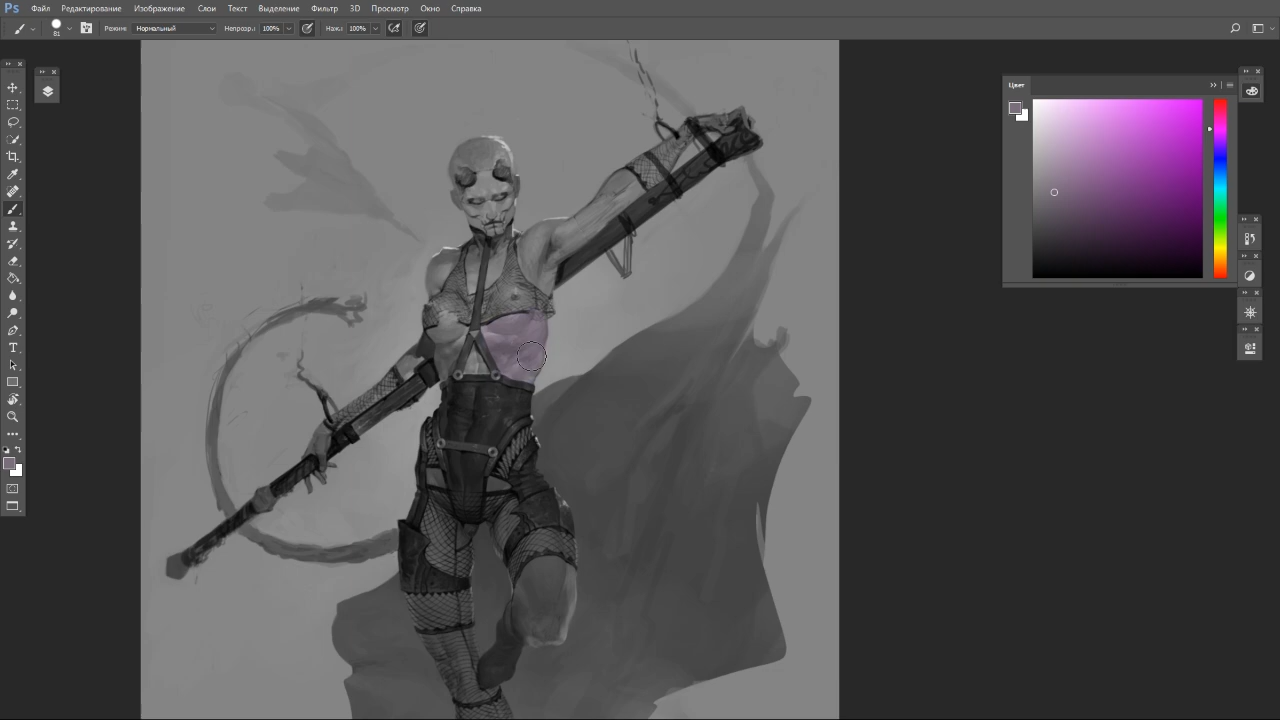 Ps Файл Редактирование Изображение Слои Текст Выделение Фильтр 3D Просмотр Окно Справка
81 Режим: Нормальный Непрозр.: 100% Наж.: 100%
Цвет